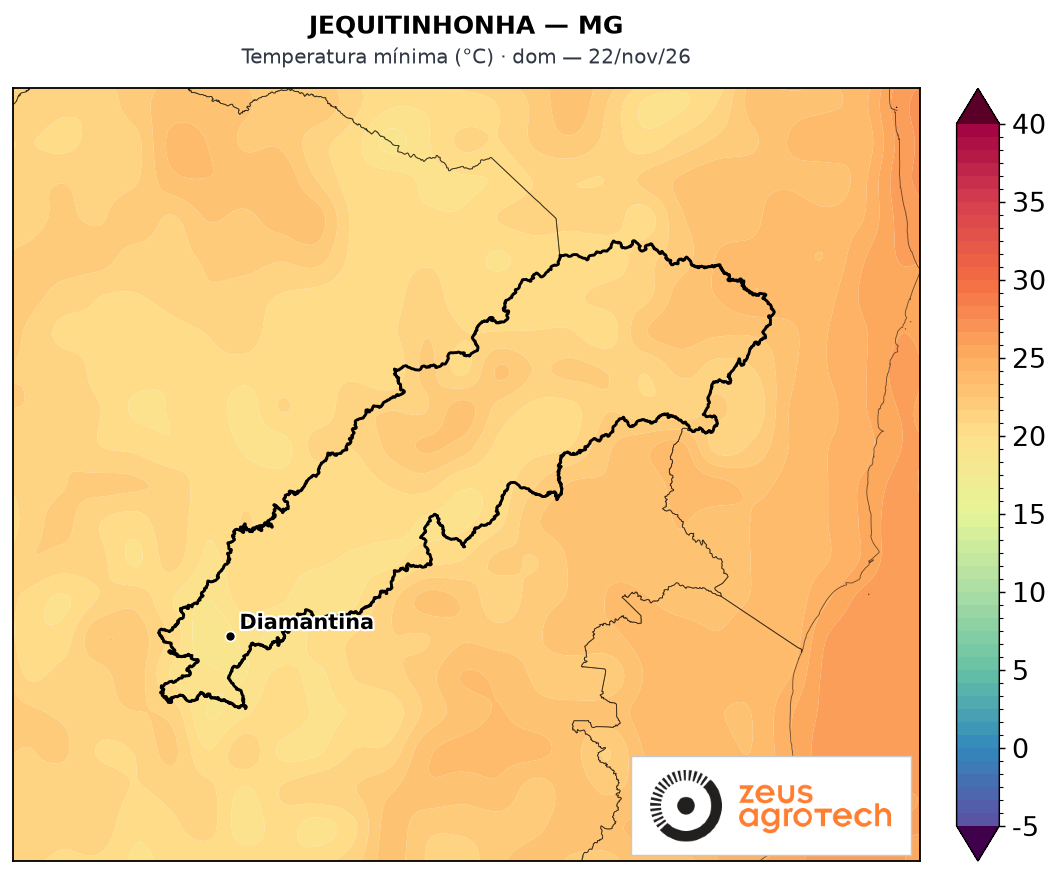 JEQUITINHONHA — MG
Temperatura mínima (°C) · dom — 22/nov/26
40
35
30
25
20
15
10
5
0
-5
Diamantina
zeus
agrotech